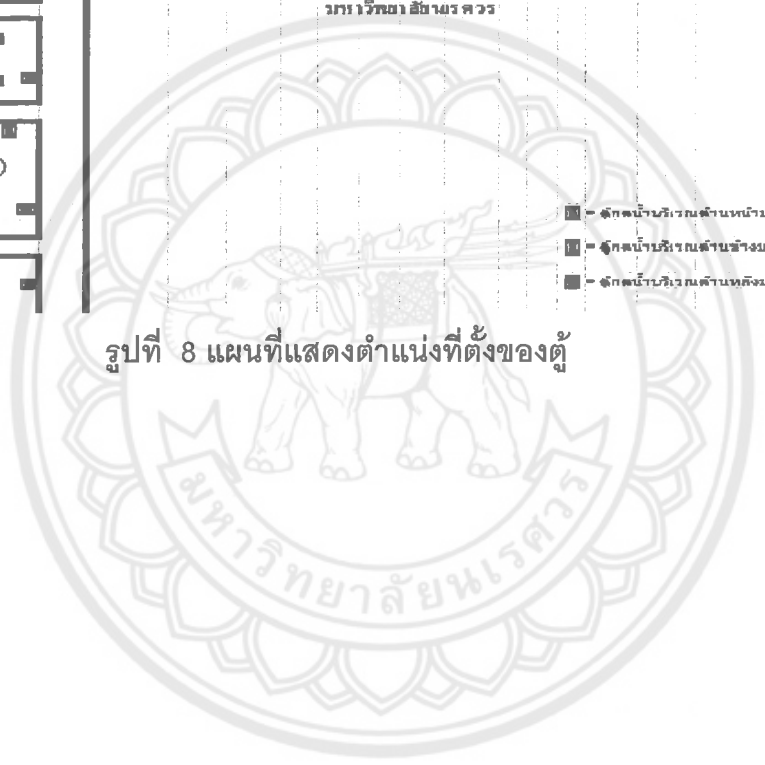 มหาวิทยาลัยนเรศวร
= ตู้กดน้ำบริเวณด้านหน้า
= ตู้กดน้ำบริเวณด้านข้าง
= ตู้กดน้ำบริเวณด้านหลัง
รูปที่ 8 แผนที่แสดงตำแหน่งที่ตั้งของตู้
มหาวิทยาลัยนเรศวร